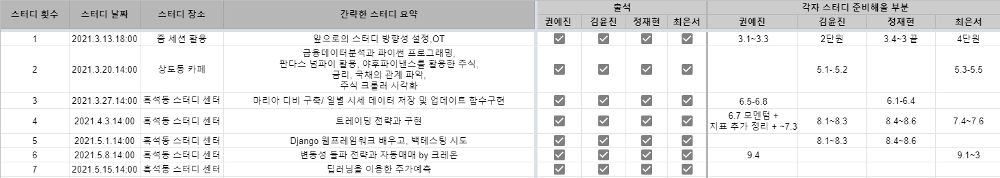 스터디 횟수 스터디 날짜 스터디 장소 간략한 스터디 요약 출석 각자 스터디 준비해올 부분
권예진 김윤진 정재현 최은서 권예진 김윤진 정재현 최은서
1 2021.3.13.18:00 줌 세션 활용 앞으로의 스터디 방향성 설정,OT 3.1~3.3 2단원 3.4~3 끝 4단원
2 2021.3.20.14:00 상도동 카페 금융데이터분석과 파이썬 프로그래밍,
판다스 넘파이 활용, 야후파이낸스를 활용한 주식,
금리, 국채의 관계 파악,
주식 크롤러 시각화 5.1-.5.2 5.3-5.5
3 2021.3.27.14:00 흑석동 스터디 센터 마리아 디비 구축/ 일별 시세 데이터 저장 및 업데이트 함수구현 6.5-6.8 6.1-6.4
4 2021.4.3.14:00 흑석동 스터디 센터 트레이딩 전략과 구현 6.7 모멘텀 +
지표 추가 정리 + ~7.3 8.1~8.3 8.4~8.6 7.4~7.6
5 2021.5.1.14:00 흑석동 스터디 센터 Django 웹프레임워크 배우고, 백테스팅 시도 8.1~8.3 8.4~8.6
6 2021.5.8.14:00 흑석동 스터디 센터 변동성 돌파 전략과 자동매매 by 크레온 9.4 9.1~3
7 2021.5.15.14:00 흑석동 스터디 센터 딥러닝을 이용한 주가예측